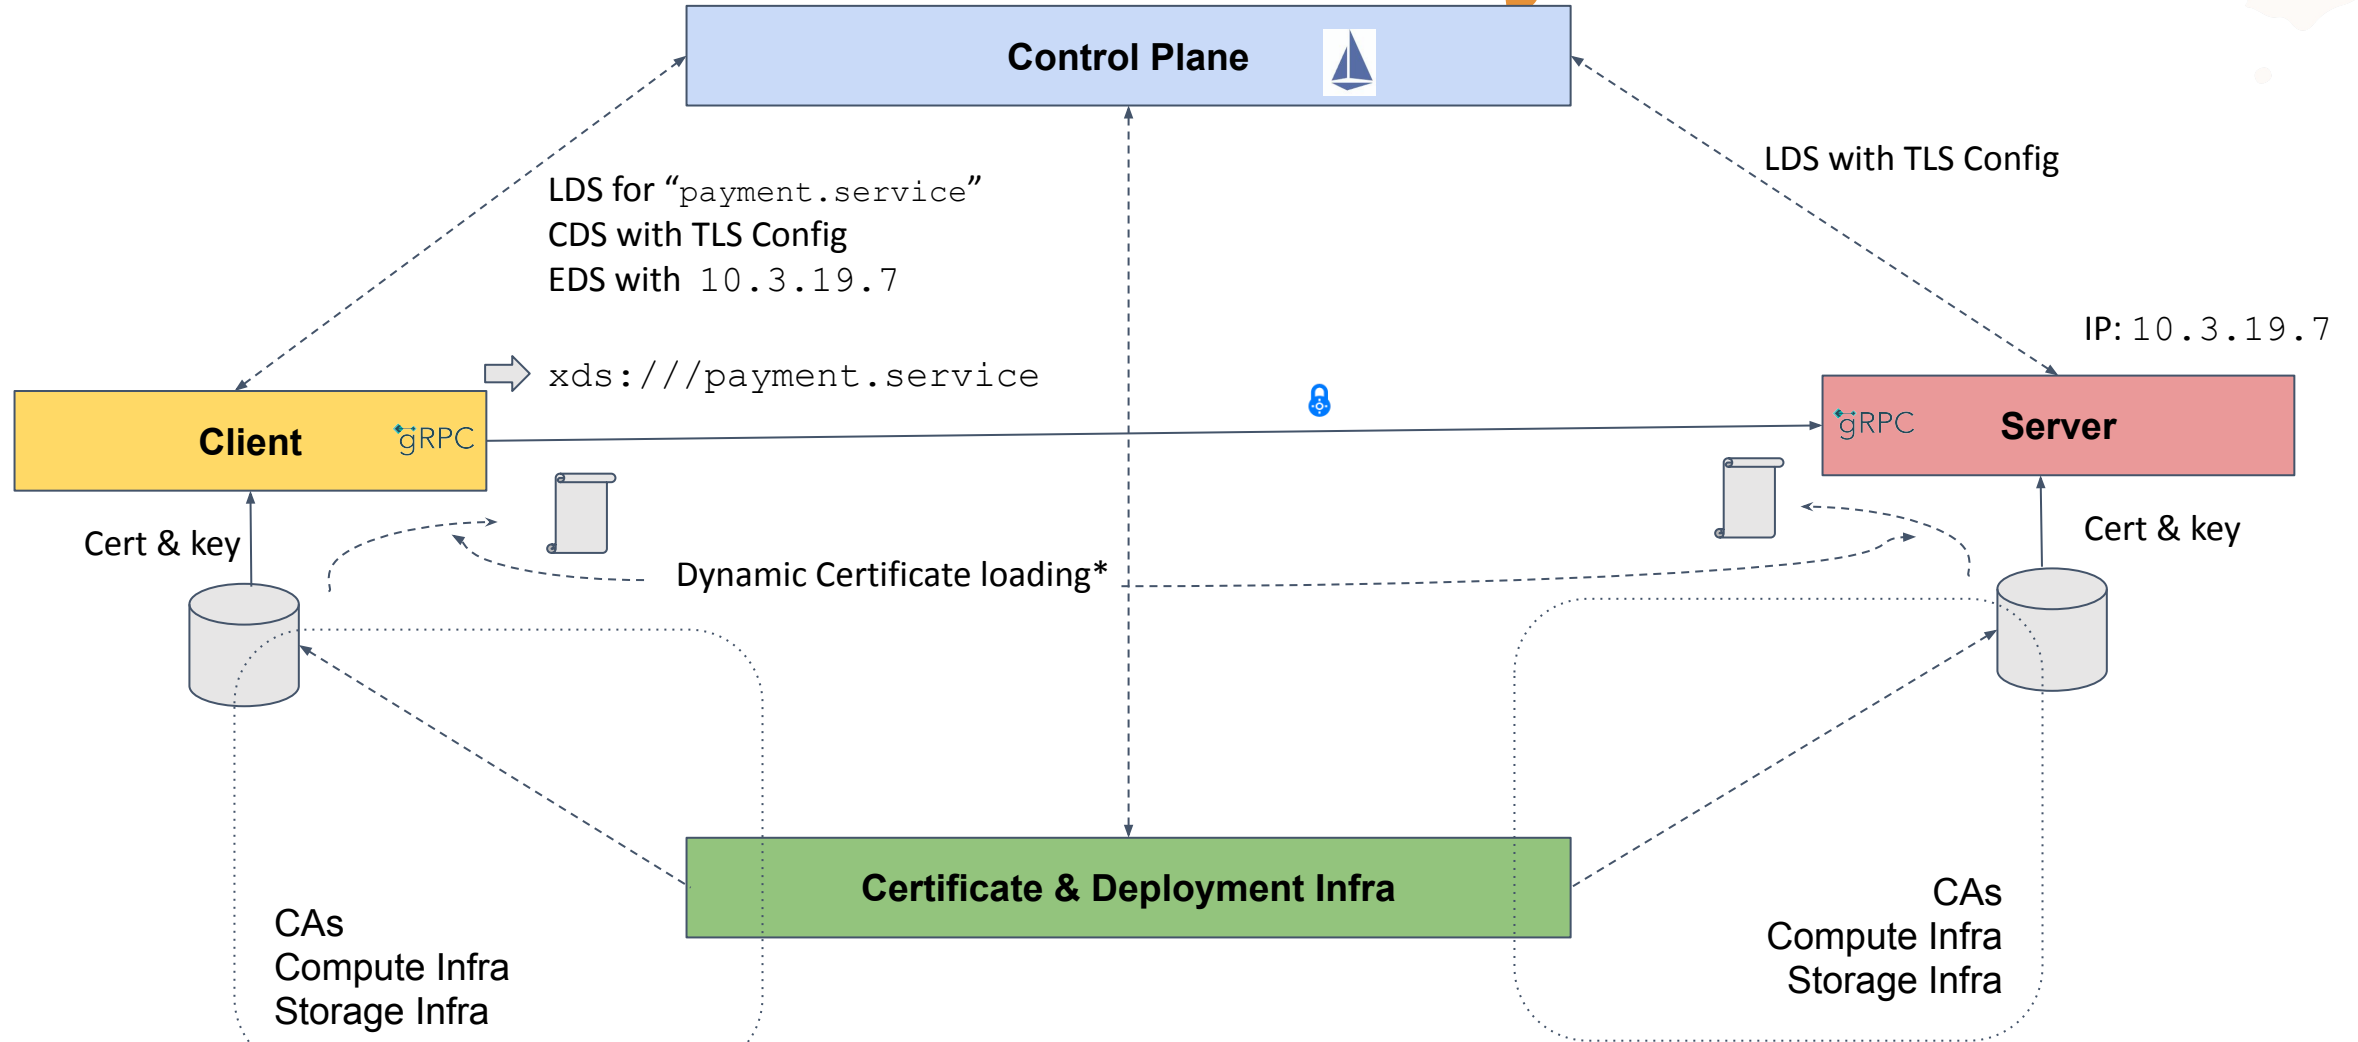 Control Plane
LDS with TLS Config
LDS for “payment.service”
CDS with TLS Config
EDS with 10.3.19.7
IP: 10.3.19.7
xds:///payment.service
Client
gRPC
gRPC
Server
Cert & key
Cert & key
Dynamic Certificate loading*
Certificate & Deployment Infra
CAs
Compute Infra
Storage Infra
CAs
Compute Infra
Storage Infra